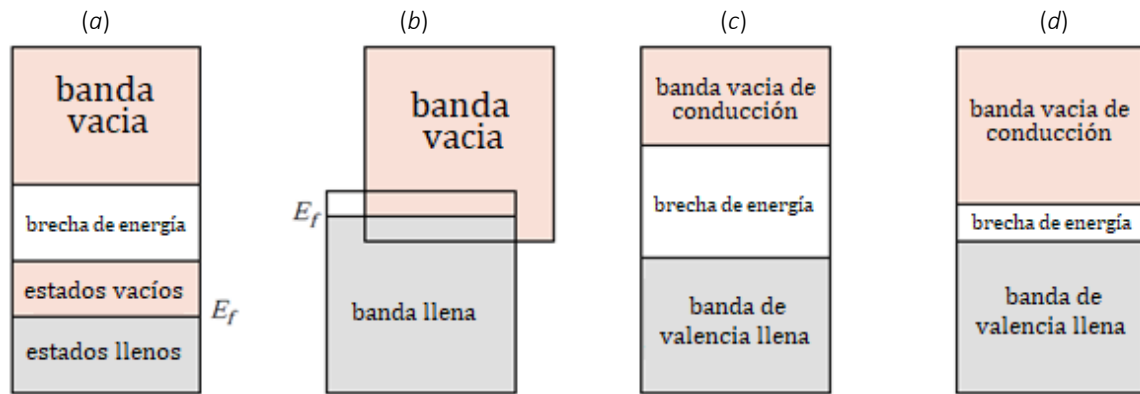 (a)
(b)
(c)
(d)
banda
vacia
brecha de energía
estados vacíos
E_f
estados llenos
banda
vacia
E_f
banda llena
banda vacia de
conducción
brecha de energía
banda de
valencia llena
banda vacia de
conducción
brecha de energía
banda de
valencia llena